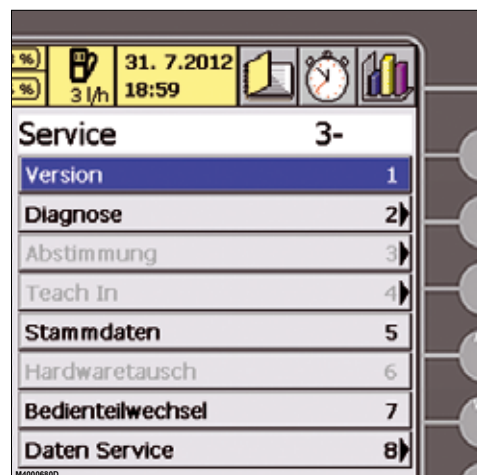 %)
31. 7.2012
%)
3 l/h
18:59
Service 3-
Version 1
Diagnose 2
Abstimmung 3
Teach In 4
Stammdaten 5
Hardwaretausch 6
Bedienteilwechsel 7
Daten Service 8
M4000680D